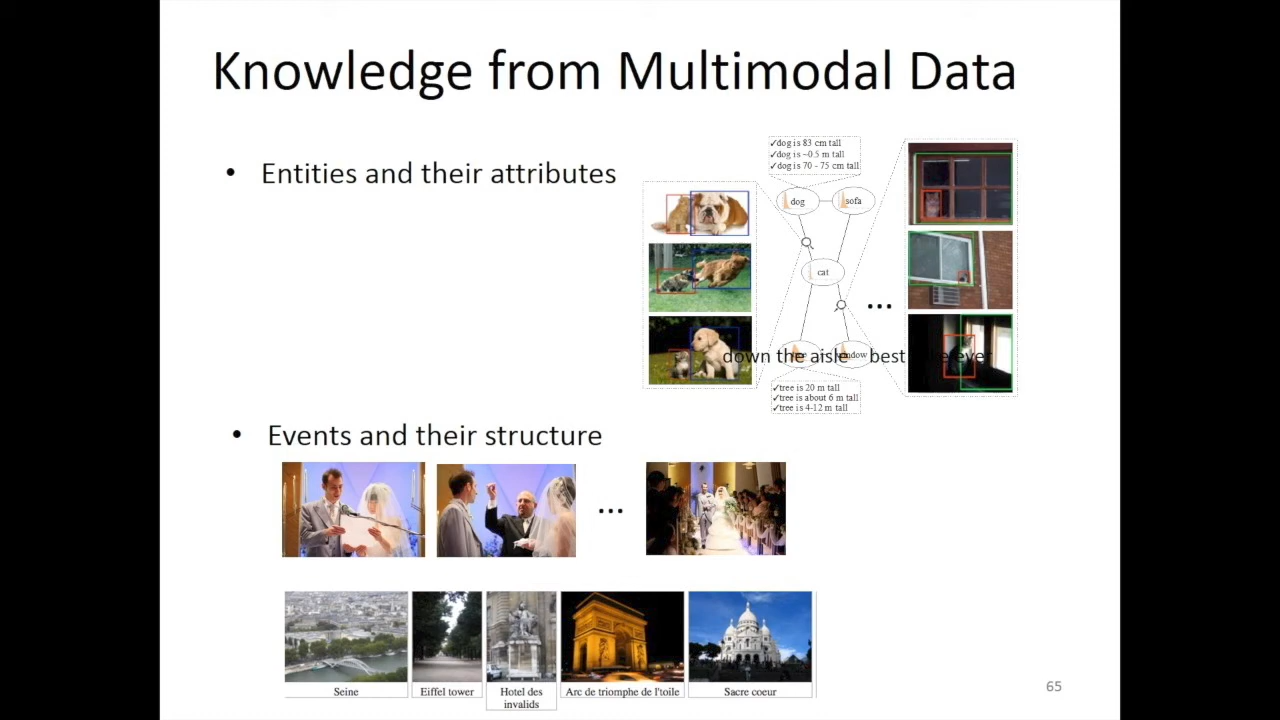 Knowledge from Multimodal Data
• Entities and their attributes
✓dog is 83 cm tall
✓dog is ~0.5 m tall
✓dog is 70 - 75 cm tall
dog
sofa
cat
...
down the aisle
best
ever
✓tree is 20 m tall
✓tree is about 6 m tall
✓tree is 4-12 m tall
• Events and their structure
...
Seine
Eiffel tower
Hotel des
invalids
Arc de triomphe de l'toile
Sacre coeur
65